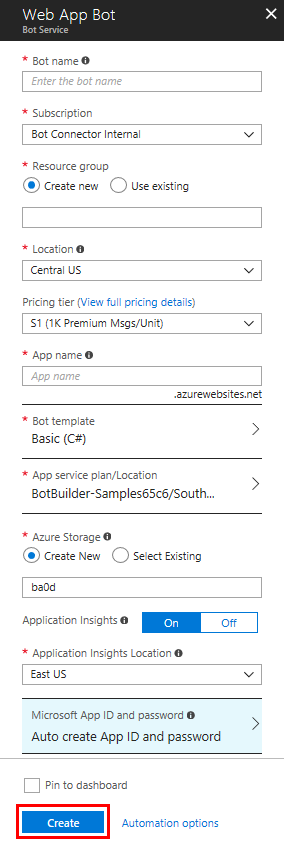 Web App Bot
Bot Service
* Bot name
Enter the bot name
* Subscription
Bot Connector Internal
* Resource group
Create new Use existing
* Location
Central US
Pricing tier (View full pricing details)
S1 (1K Premium Msgs/Unit)
* App name
App name
.azurewebsites.net
* Bot template
Basic (C#)
* App service plan/Location
BotBuilder-Samples65c6/South...
* Azure Storage
Create New Select Existing
ba0d
Application Insights On Off
* Application Insights Location
East US
Microsoft App ID and password
Auto create App ID and password
Pin to dashboard
Create Automation options